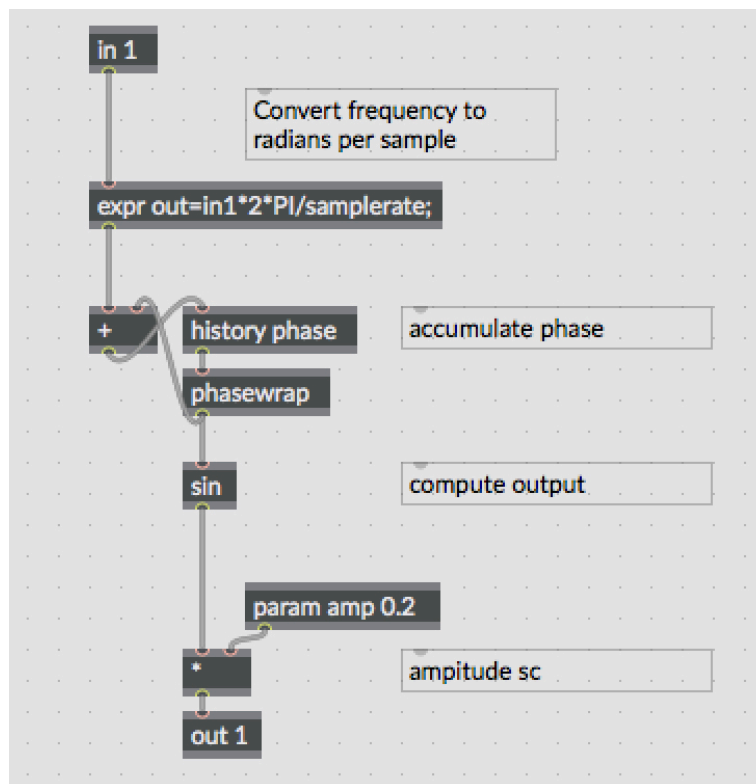 in 1
Convert frequency to
radians per sample
expr out=in1*2*PI/samplerate;
+
history phase
accumulate phase
phasewrap
sin
compute output
param amp 0.2
*
ampitude sc
out 1